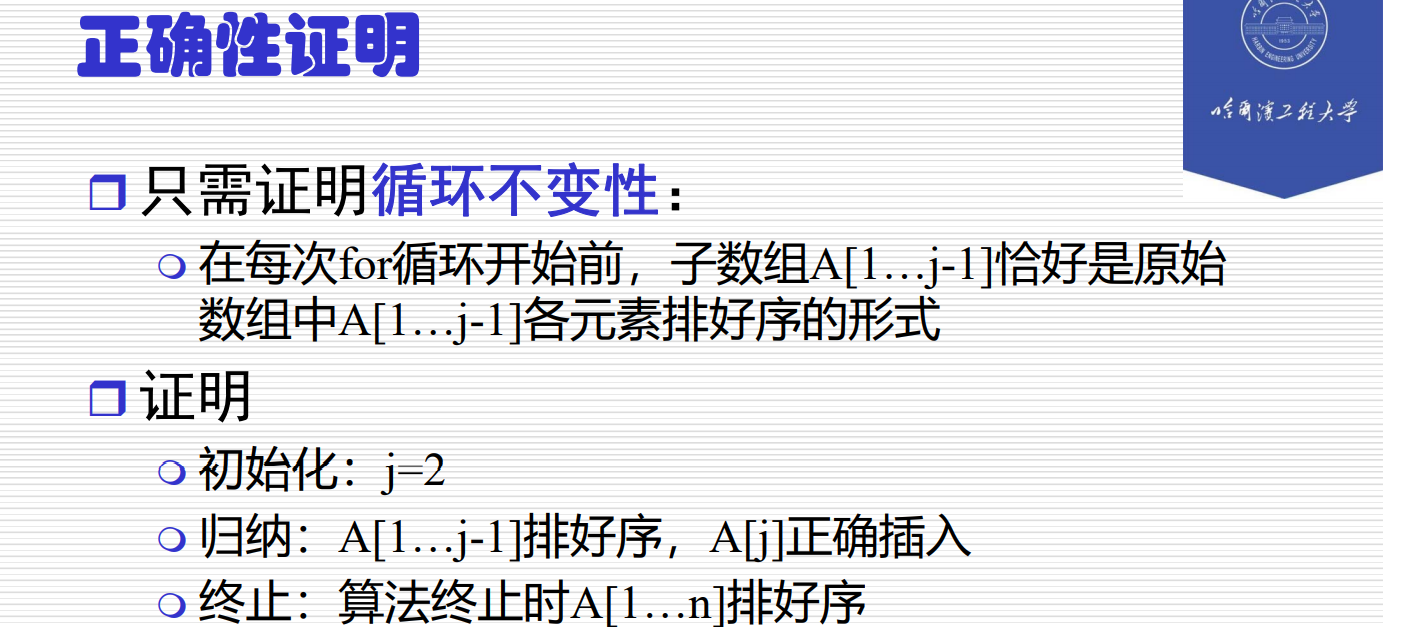 正确性证明
HARBIN ENGINEERING UNIVERSITY
1953
哈尔滨工程大学
只需证明循环不变性：
在每次for循环开始前，子数组A[1…j-1]恰好是原始
数组中A[1…j-1]各元素排好序的形式
证明
初始化：j=2
归纳：A[1…j-1]排好序，A[j]正确插入
终止：算法终止时A[1…n]排好序